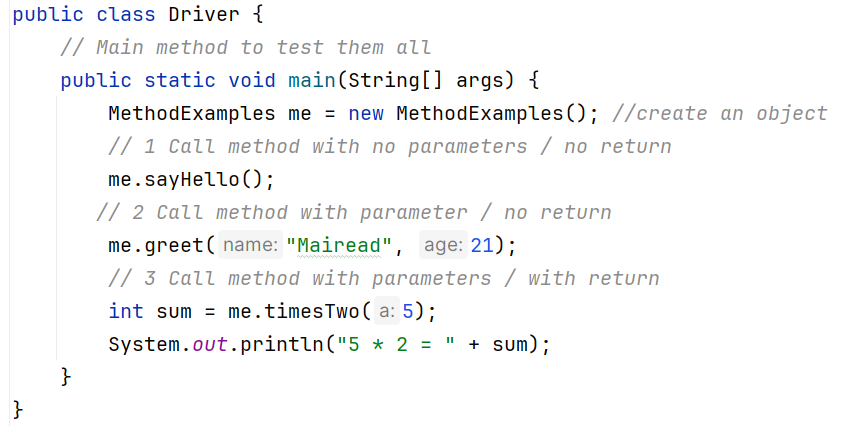 public class Driver {
    // Main method to test them all
    public static void main(String[] args) {
        MethodExamples me = new MethodExamples(); //create an object
        // 1 Call method with no parameters / no return
        me.sayHello();
       // 2 Call method with parameter / no return
        me.greet( name: "Mairead", age: 21);
        // 3 Call method with parameters / with return
        int sum = me.timesTwo( a: 5);
        System.out.println("5 * 2 = " + sum);
    }
}